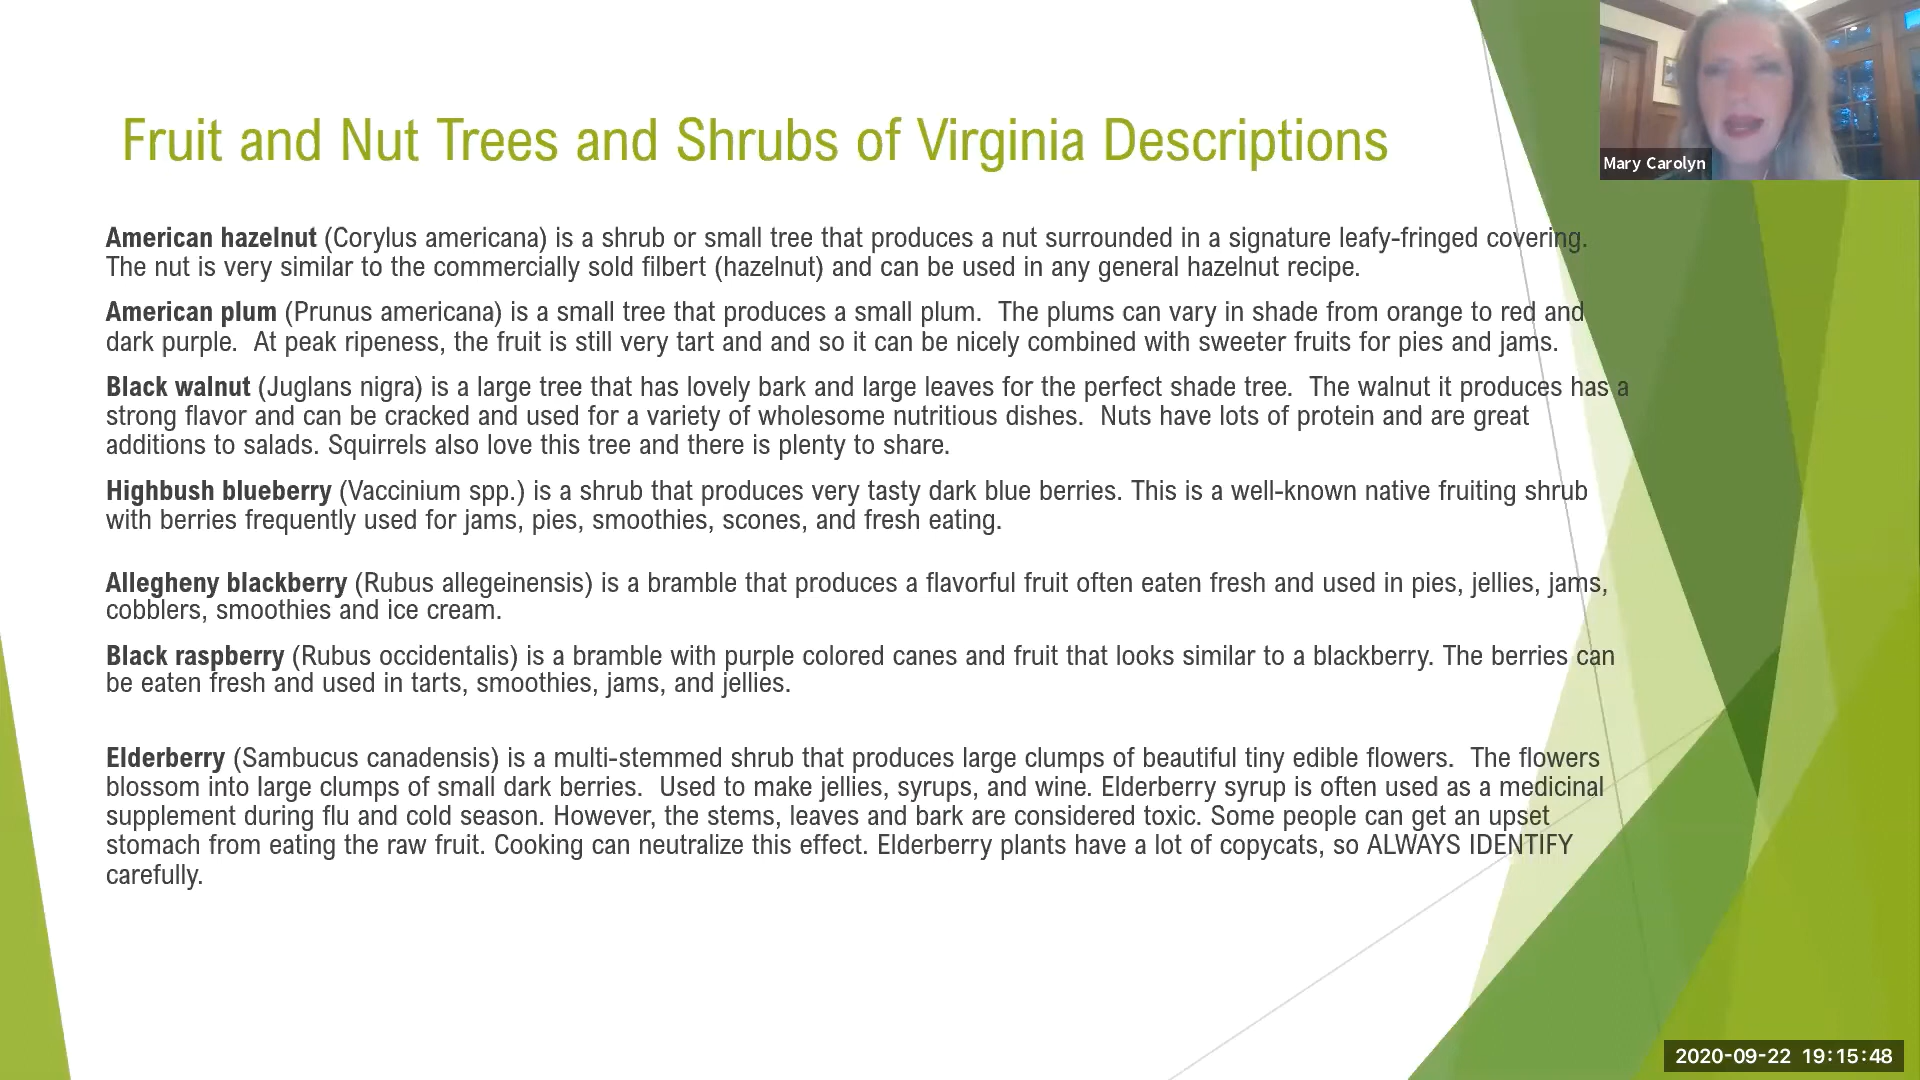 Fruit and Nut Trees and Shrubs of Virginia Descriptions
Mary Carolyn
American hazelnut (Corylus americana) is a shrub or small tree that produces a nut surrounded in a signature leafy-fringed covering.
The nut is very similar to the commercially sold filbert (hazelnut) and can be used in any general hazelnut recipe.
American plum (Prunus americana) is a small tree that produces a small plum.  The plums can vary in shade from orange to red and
dark purple.  At peak ripeness, the fruit is still very tart and and so it can be nicely combined with sweeter fruits for pies and jams.
Black walnut (Juglans nigra) is a large tree that has lovely bark and large leaves for the perfect shade tree.  The walnut it produces has a
strong flavor and can be cracked and used for a variety of wholesome nutritious dishes.  Nuts have lots of protein and are great
additions to salads. Squirrels also love this tree and there is plenty to share.
Highbush blueberry (Vaccinium spp.) is a shrub that produces very tasty dark blue berries. This is a well-known native fruiting shrub
with berries frequently used for jams, pies, smoothies, scones, and fresh eating.
Allegheny blackberry (Rubus allegeinensis) is a bramble that produces a flavorful fruit often eaten fresh and used in pies, jellies, jams,
cobblers, smoothies and ice cream.
Black raspberry (Rubus occidentalis) is a bramble with purple colored canes and fruit that looks similar to a blackberry. The berries can
be eaten fresh and used in tarts, smoothies, jams, and jellies.
Elderberry (Sambucus canadensis) is a multi-stemmed shrub that produces large clumps of beautiful tiny edible flowers.  The flowers
blossom into large clumps of small dark berries.  Used to make jellies, syrups, and wine. Elderberry syrup is often used as a medicinal
supplement during flu and cold season. However, the stems, leaves and bark are considered toxic. Some people can get an upset
stomach from eating the raw fruit. Cooking can neutralize this effect. Elderberry plants have a lot of copycats, so ALWAYS IDENTIFY
carefully.
2020-09-22 19:15:48